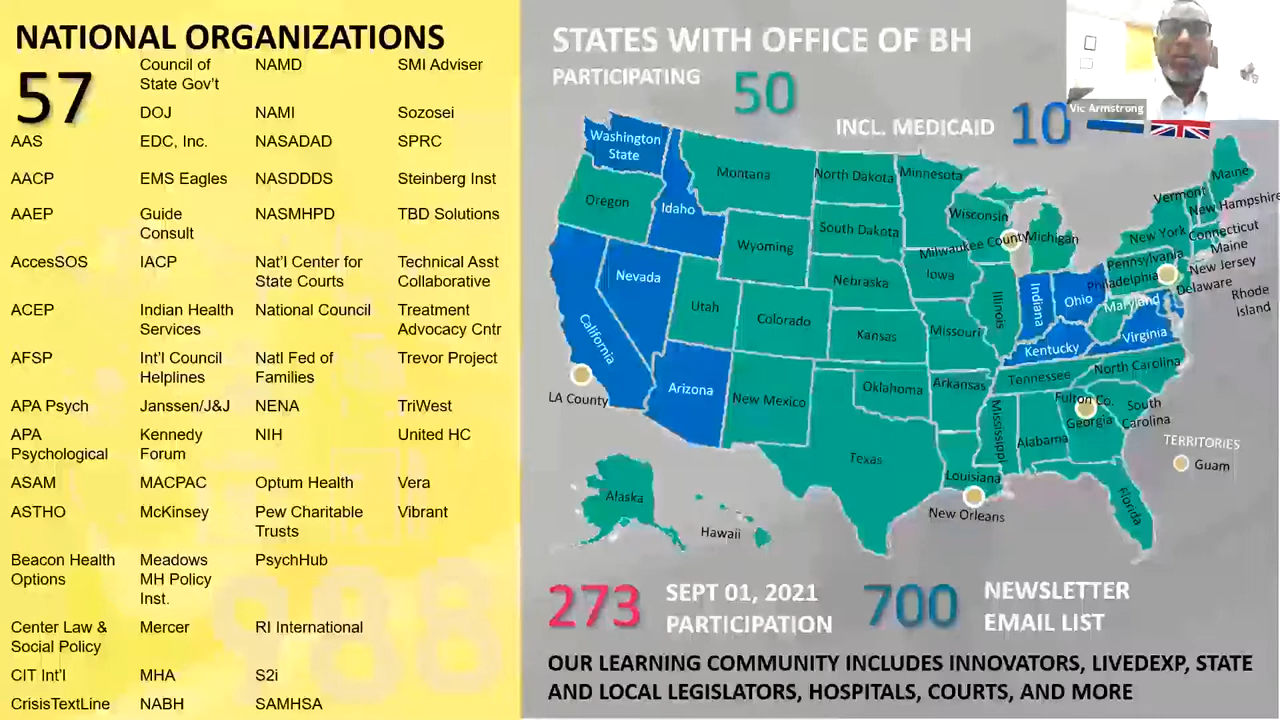 NATIONAL ORGANIZATIONS
57
AAS
AACP
AAEP
AccesSOS
ACEP
AFSP
APA Psych
APA
Psychological
ASAM
ASTHO
Beacon Health
Options
Center Law &
Social Policy
CIT Int'l
CrisisTextLine
Council of
State Gov't
DOJ
EDC, Inc.
EMS Eagles
Guide
Consult
IACP
Indian Health
Services
Int'l Council
Helplines
Janssen/J&J
Kennedy
Forum
MACPAC
McKinsey
Meadows
MH Policy
Inst.
Mercer
MHA
NABH
NAMD
NAMI
NASADAD
NASDDDS
NASMHPD
Nat'l Center for
State Courts
National Council
Natl Fed of
Families
NENA
NIH
Optum Health
Pew Charitable
Trusts
PsychHub
RI International
S2i
SAMHSA
SMI Adviser
Sozosei
SPRC
Steinberg Inst
TBD Solutions
Technical Asst
Collaborative
Treatment
Advocacy Cntr
Trevor Project
TriWest
United HC
Vera
Vibrant
988
STATES WITH OFFICE OF BH
PARTICIPATING
50
INCL. MEDICAID
10
Vic Armstrong
Washington
State
Oregon
Idaho
Montana
North Dakota
Minnesota
Wisconsin
Milwaukee County
Michigan
Wyoming
South Dakota
Iowa
Nebraska
Nevada
Utah
Colorado
Kansas
Missouri
Illinois
Indiana
Ohio
Kentucky
Virginia
Maryland
Pennsylvania
Philadelphia
New York
Vermont
Maine
New Hampshire
Connecticut
Maine
New Jersey
Delaware
Rhode
Island
California
LA County
Arizona
New Mexico
Oklahoma
Arkansas
Tennessee
North Carolina
South
Carolina
Fulton Co.
Georgia
Alabama
Mississippi
Louisiana
New Orleans
Texas
Florida
Alaska
Hawaii
TERRITORIES
Guam
273
SEPT 01, 2021
PARTICIPATION
700
NEWSLETTER
EMAIL LIST
OUR LEARNING COMMUNITY INCLUDES INNOVATORS, LIVEDEXP, STATE
AND LOCAL LEGISLATORS, HOSPITALS, COURTS, AND MORE